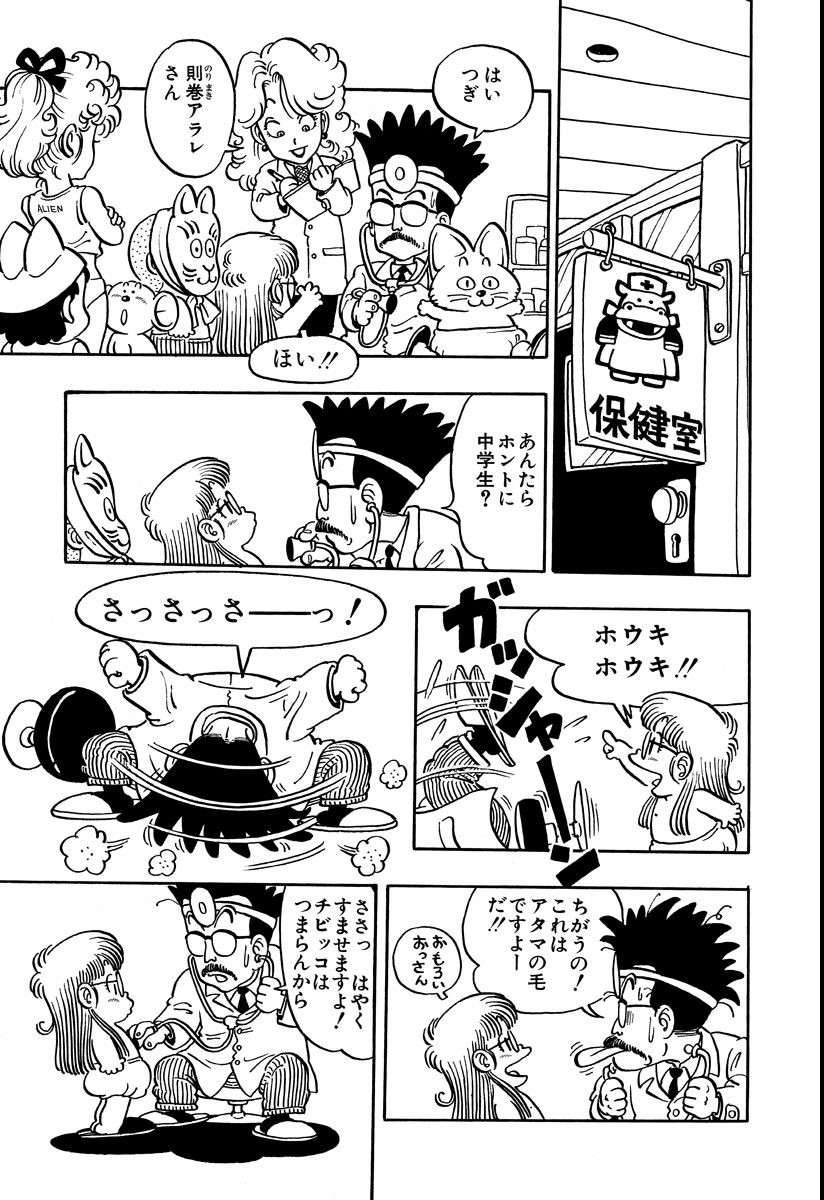 保健室
はい
つぎ
則巻アラレ
のりまき
さん
ALIEN
ほい!!
あんたら
ホントに
中学生?
ホウキ
ホウキ!!
ガッシャーン
さっさっさーーっ!
ちがうの!
これは
アタマの毛
ですよー
だ!!
おもろい
おっさん
ささっ はやく
すませますよ!
チビッコは
つまらんから